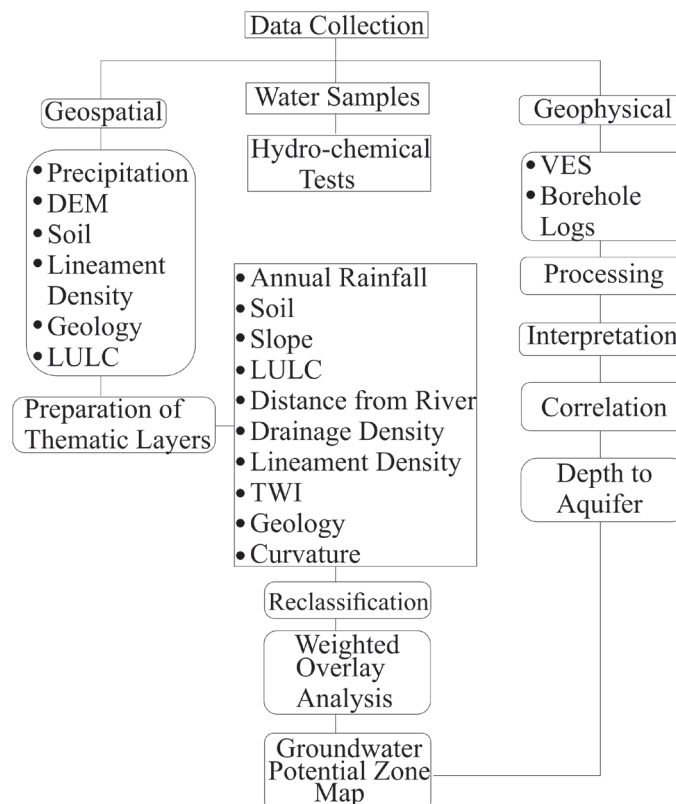 Data Collection
Geospatial
• Precipitation
• DEM
• Soil
• Lineament
Density
• Geology
• LULC
Preparation of
Thematic Layers
Water Samples
Hydro-chemical
Tests
• Annual Rainfall
• Soil
• Slope
• LULC
• Distance from River
• Drainage Density
• Lineament Density
• TWI
• Geology
• Curvature
Reclassification
Weighted
Overlay
Analysis
Groundwater
Potential Zone
Map
Geophysical
• VES
• Borehole
Logs
Processing
Interpretation
Correlation
Depth to
Aquifer